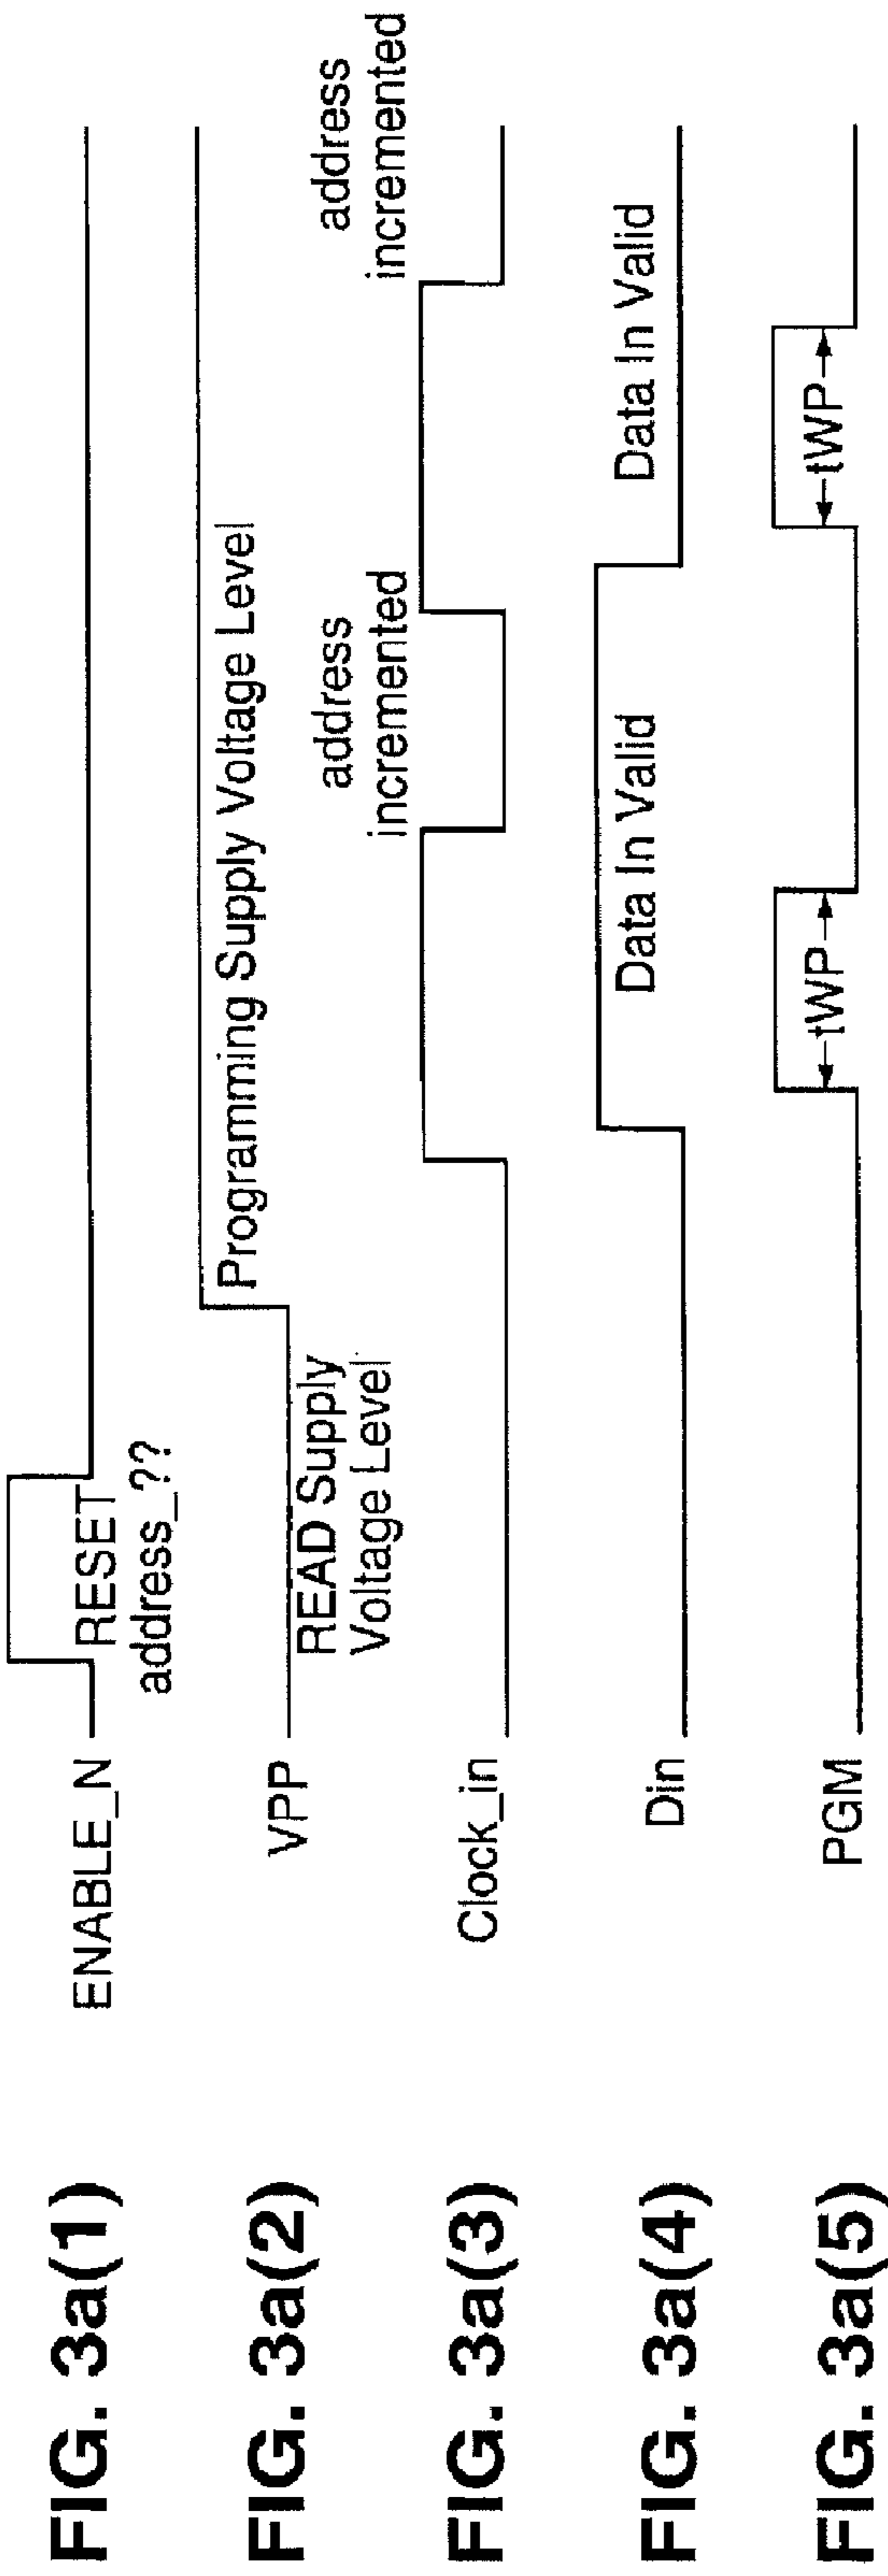 FIG. 3a(1)
ENABLE_N
RESET
address_??
FIG. 3a(2)
VPP
READ Supply
Voltage Level
Programming Supply Voltage Level
FIG. 3a(3)
Clock_in
address
incremented
address
incremented
FIG. 3a(4)
Din
Data In Valid
Data In Valid
FIG. 3a(5)
PGM
tWP
tWP